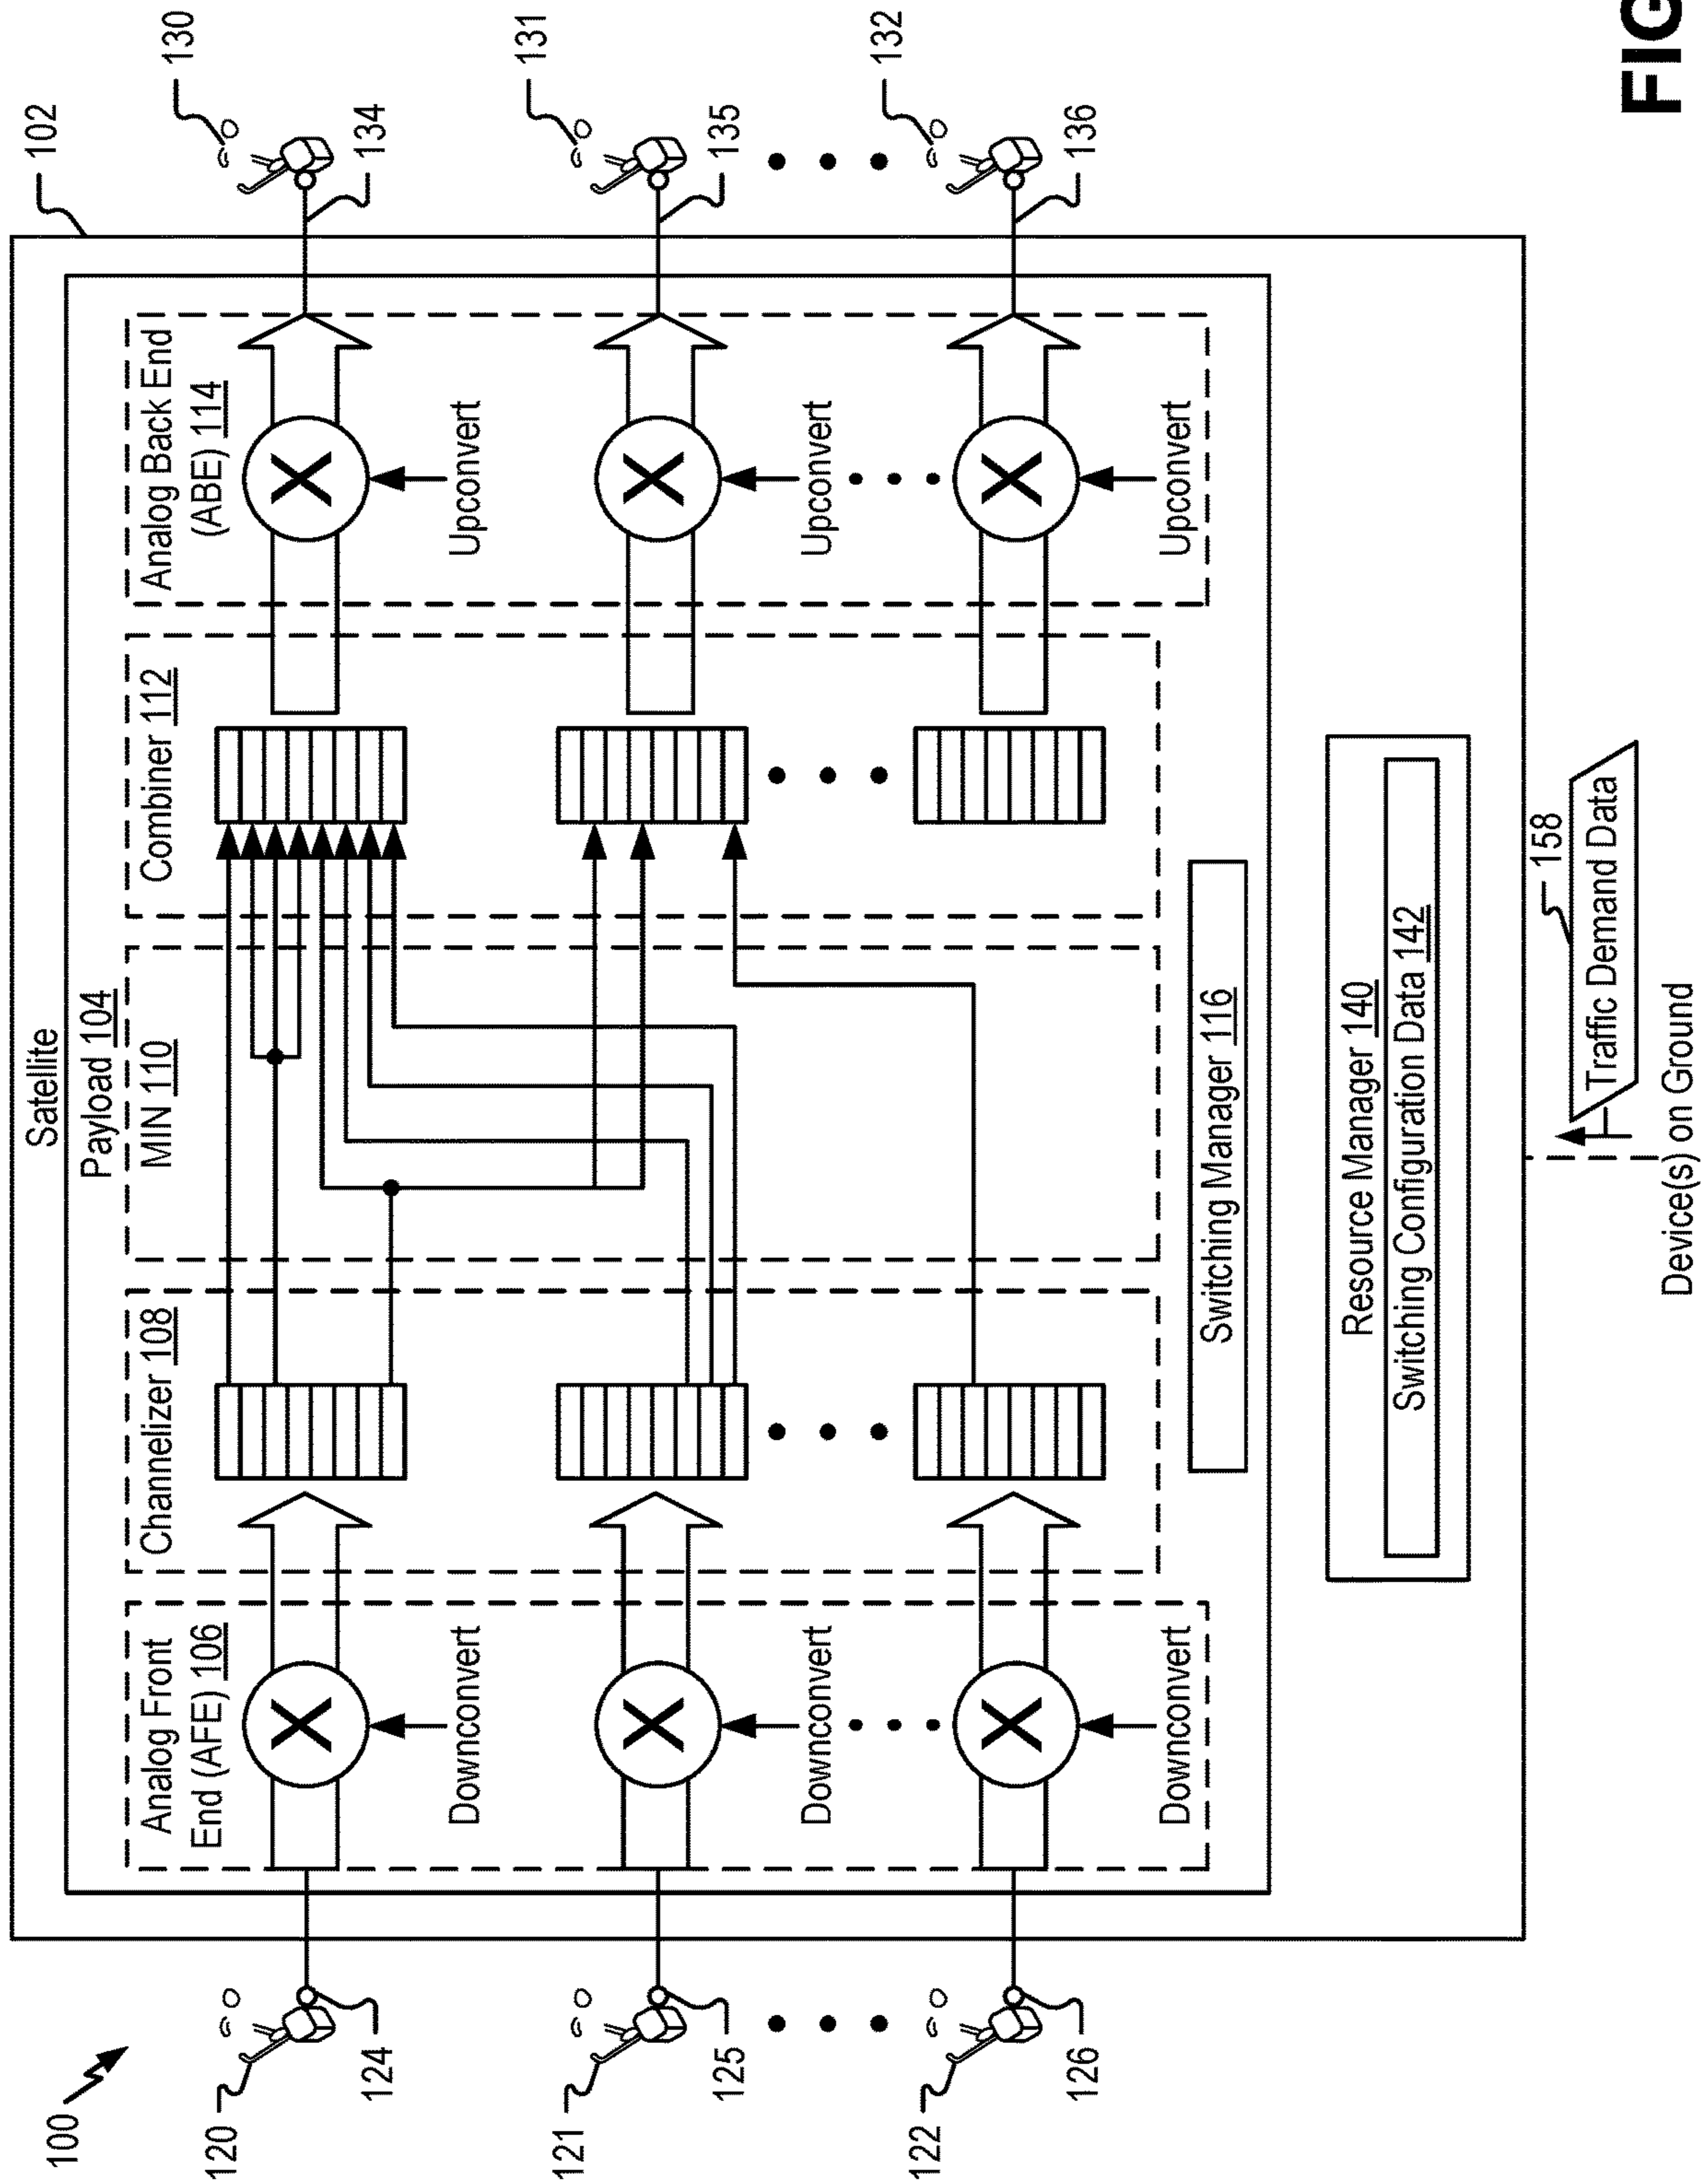 100
Satellite
102
Payload 104
Analog Front
End (AFE) 106
Channelizer 108
MIN 110
Combiner 112
Analog Back End
(ABE) 114
120
124
X
Downconvert
X
Upconvert
130
134
121
125
X
Downconvert
X
Upconvert
131
135
122
126
X
Downconvert
X
Upconvert
132
136
Switching Manager 116
Resource Manager 140
Switching Configuration Data 142
158
Traffic Demand Data
Device(s) on Ground
FIG